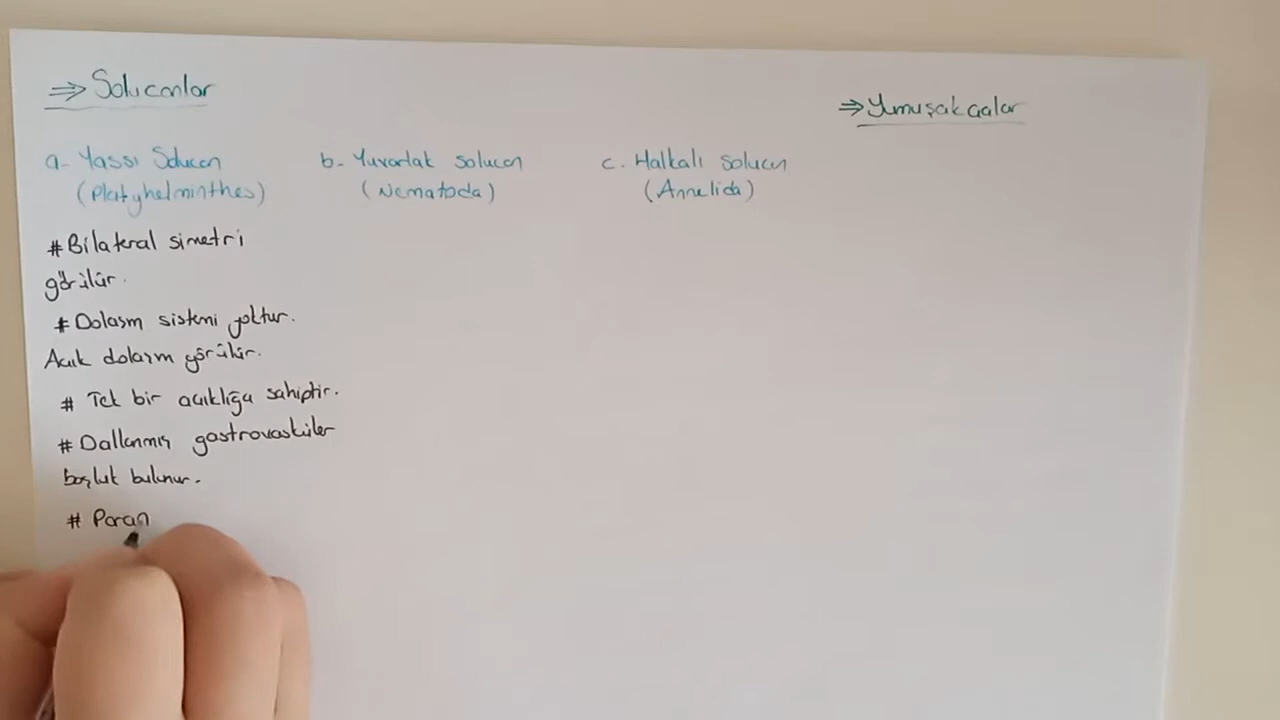 ⇒ Solucanlar
⇒ Yumuşakçalar
a- Yassı Solucan
(Platyhelminthes)
b- Yuvarlak solucan
(Nematoda)
c. Halkalı solucan
(Annelida)
# Bilateral simetri
görülür.
# Dolaşım sistemi yoktur.
Açık dolaşım görülür.
# Tek bir açıklığa sahiptir.
# Dallanmış gastrovasküler
boşluk bulunur.
# Paran